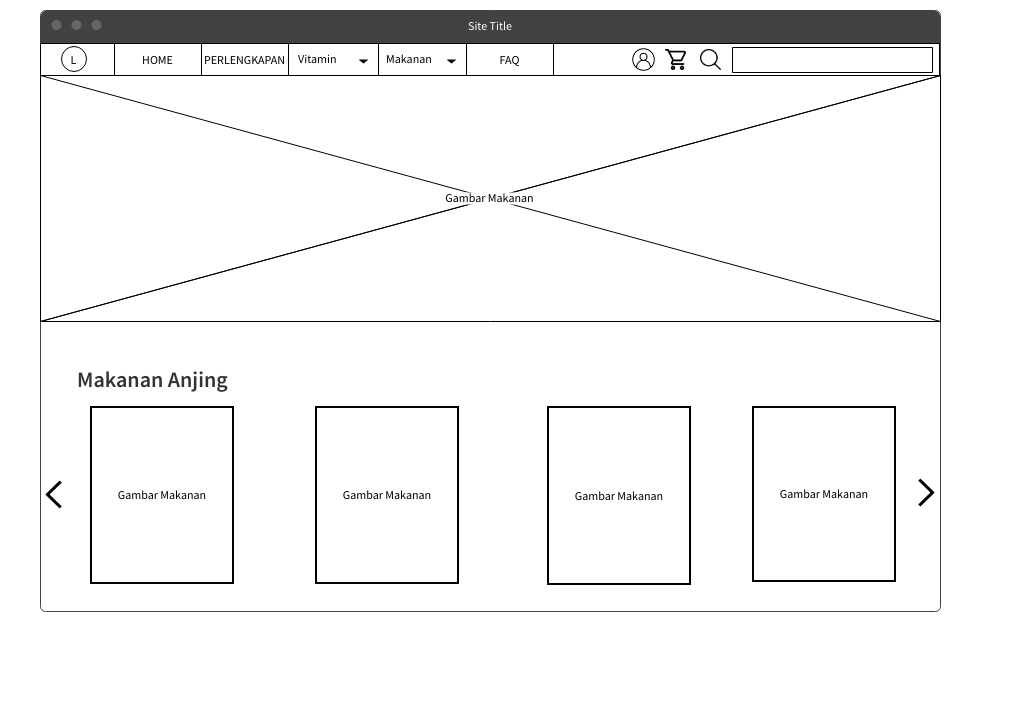 Site Title
L
HOME
PERLENGKAPAN
Vitamin
Makanan
FAQ
Gambar Makanan
Makanan Anjing
Gambar Makanan
Gambar Makanan
Gambar Makanan
Gambar Makanan